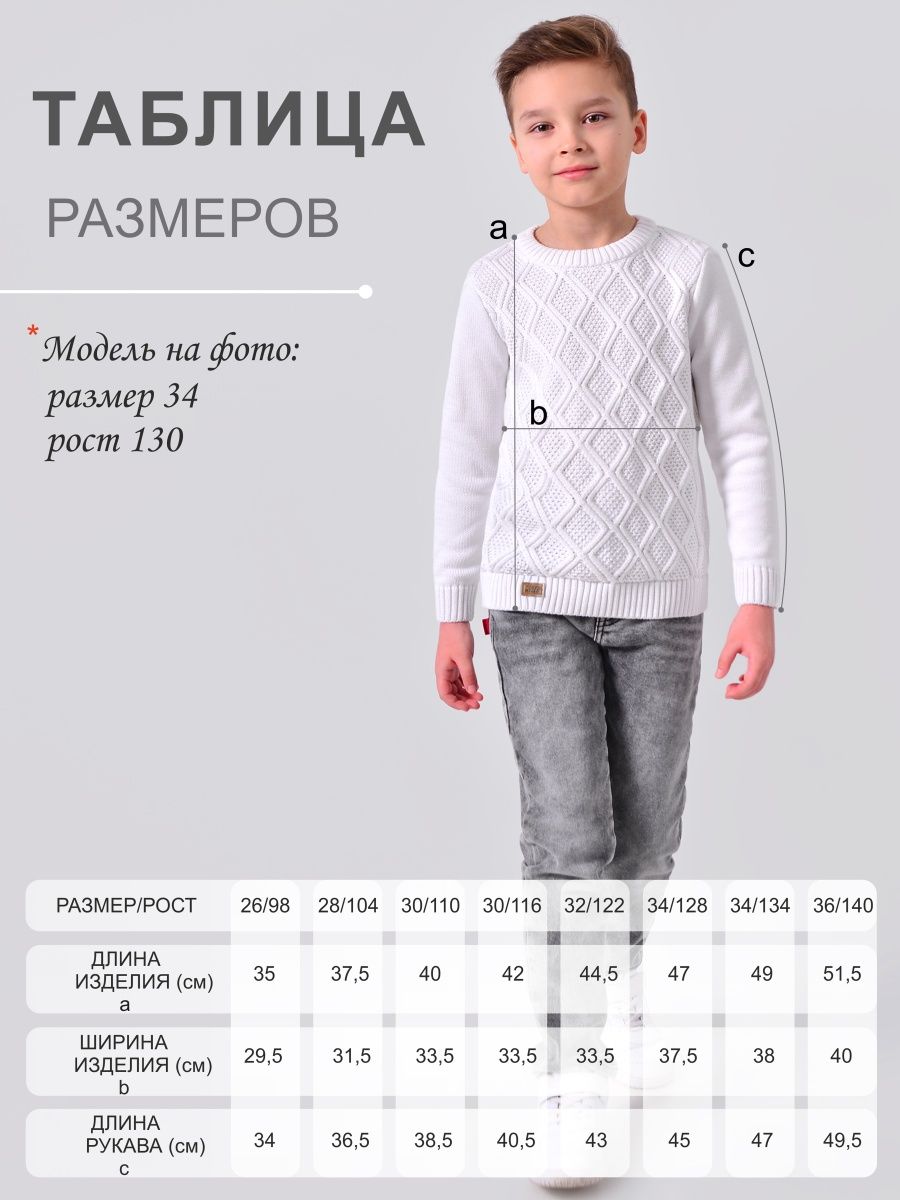 ТАБЛИЦА
РАЗМЕРОВ
* Модель на фото:
размер 34
рост 130
a
c
b
РАЗМЕР/РОСТ 26/98 28/104 30/110 30/116 32/122 34/128 34/134 36/140
ДЛИНА
ИЗДЕЛИЯ (см) 35 37,5 40 42 44,5 47 49 51,5
a
ШИРИНА
ИЗДЕЛИЯ (см) 29,5 31,5 33,5 33,5 33,5 37,5 38 40
b
ДЛИНА
РУКАВА (см) 34 36,5 38,5 40,5 43 45 47 49,5
c